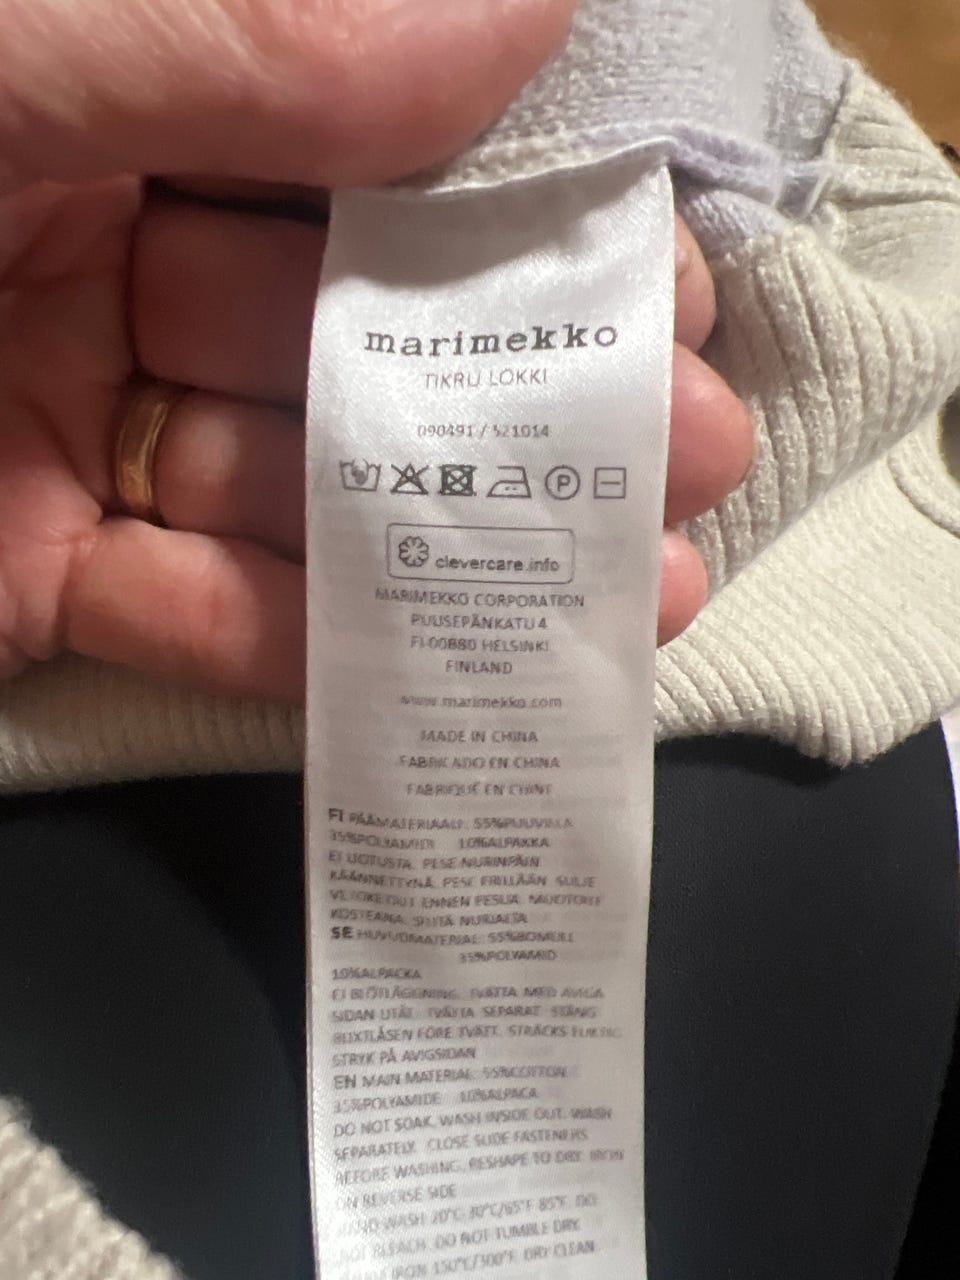 marimekko
TIKRU LOKKI
090491 / 521014
P
clevercare.info
MARIMEKKO CORPORATION
PUUSEPÄNKATU 4
FI-00880 HELSINKI
FINLAND
www.marimekko.com
MADE IN CHINA
FABRICADO EN CHINA
FABRIQUÉ EN CHINE
FI PÄÄMATERIAALI: 55%PUUVILLA
35%POLYAMIDI 10%ALPAKKA
EI LIOTUSTA. PESE NURINPÄIN
KÄÄNNETTYNÄ. PESE ERILLÄÄN. SULJE
VETOKETJUT ENNEN PESUA. MUOTOILE
KOSTEANA. SILITÄ NURJALTA
SE HUVUDMATERIAL: 55%BOMULL
35%POLYAMID
10%ALPACKA
EJ BLÖTLÄGGNING. TVÄTTA MED AVIGA
SIDAN UTÅT. TVÄTTA SEPARAT. STÄNG
BLIXTLÅSEN FÖRE TVÄTT. STRÄCKS
STRYK PÅ AVIGSIDAN
EN MAIN MATERIAL: 55%COTTON
35%POLYAMIDE 10%ALPACA
DO NOT SOAK. WASH INSIDE OUT. WASH
SEPARATELY. CLOSE SLIDE FASTENERS
BEFORE WASHING. RESHAPE TO DRY. IRON
ON REVERSE SIDE
HAND WASH 20°C-30°C/65°F-85°F. DO
NOT BLEACH. DO NOT TUMBLE DRY.
IRON 150°C/300°F. DRY CLEAN